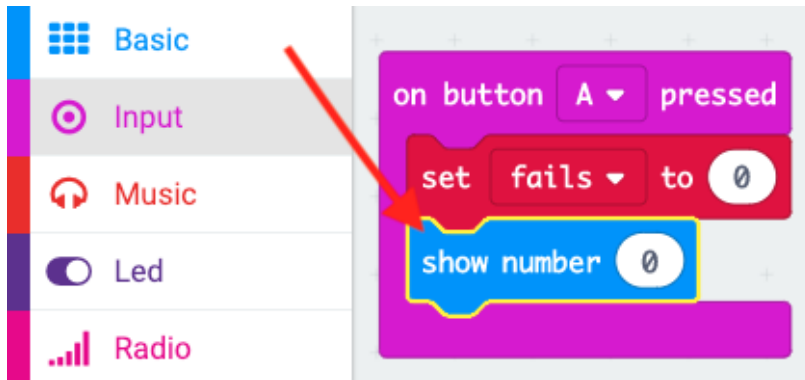 Basic
Input
Music
Led
Radio
on button A pressed
set fails to 0
show number 0